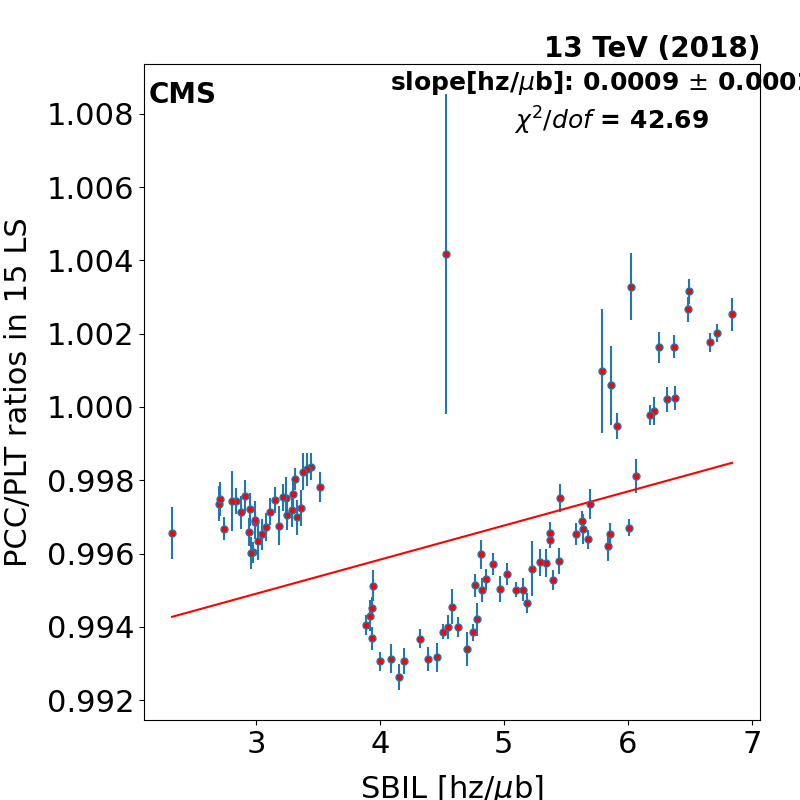 13 TeV (2018)
CMS
slope[hz/μb]: 0.0009 ± 0.000
χ²/dof = 42.69
PCC/PLT ratios in 15 LS
1.008
1.006
1.004
1.002
1.000
0.998
0.996
0.994
0.992
3 4 5 6 7
SBIL [hz/μb]